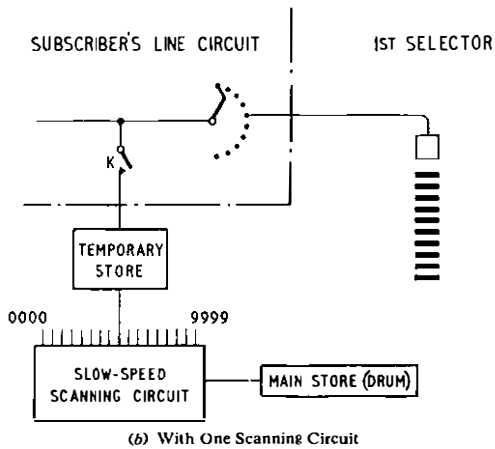 SUBSCRIBER'S LINE CIRCUIT
1ST SELECTOR
K
TEMPORARY
STORE
0000
9999
SLOW-SPEED
SCANNING CIRCUIT
MAIN STORE (DRUM)
(b) With One Scanning Circuit